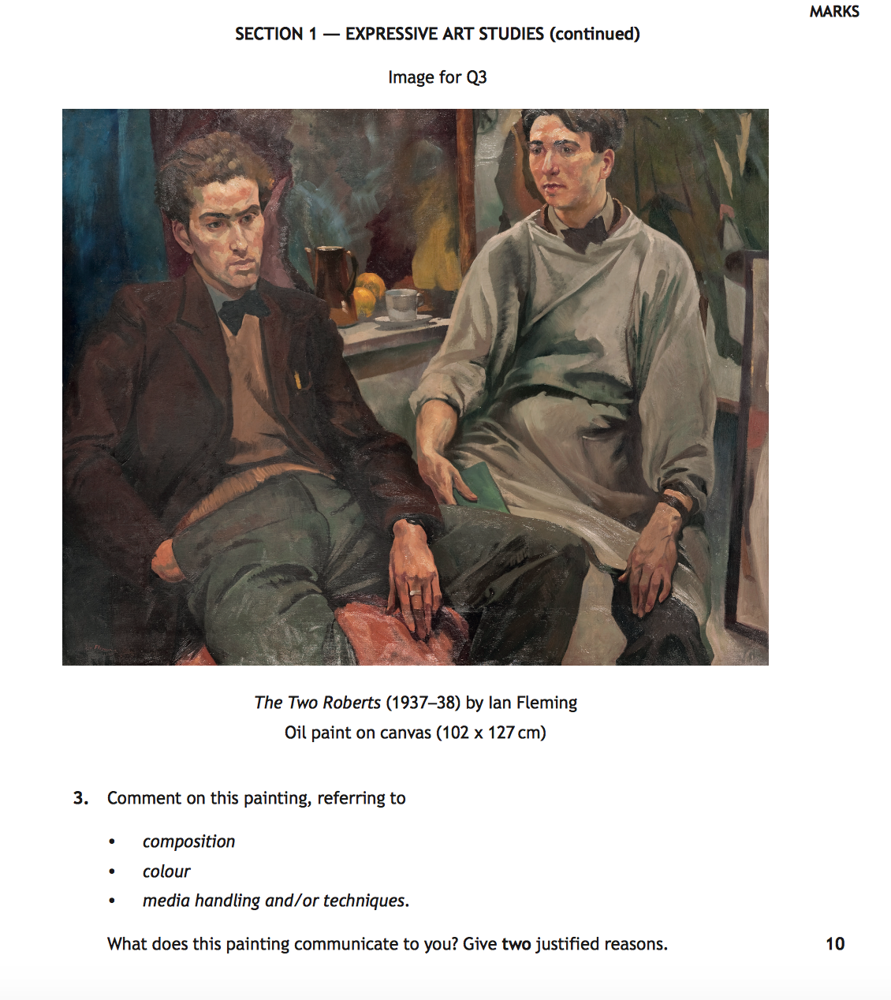 MARKS
SECTION 1 — EXPRESSIVE ART STUDIES (continued)
Image for Q3
The Two Roberts (1937–38) by Ian Fleming
Oil paint on canvas (102 x 127 cm)
3. Comment on this painting, referring to
• composition
• colour
• media handling and/or techniques.
What does this painting communicate to you? Give two justified reasons. 10